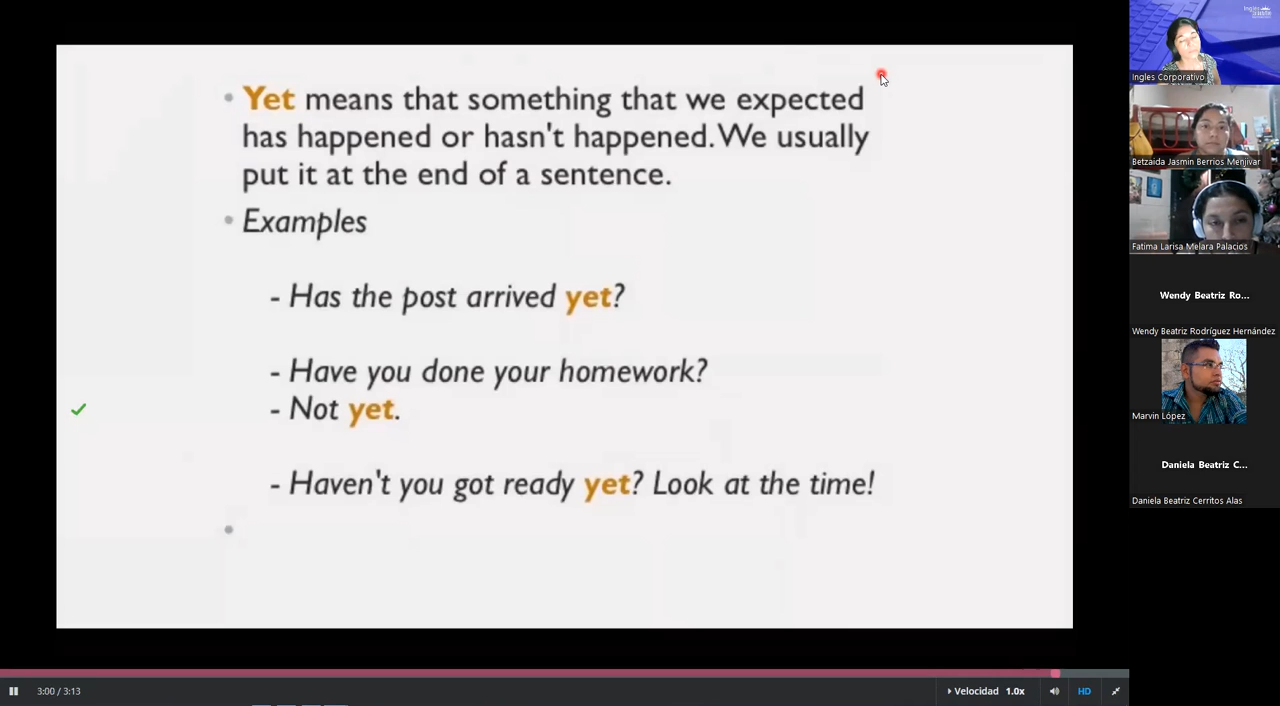 Yet means that something that we expected
has happened or hasn't happened. We usually
put it at the end of a sentence.
Examples
- Has the post arrived yet?
- Have you done your homework?
- Not yet.
- Haven't you got ready yet? Look at the time!
Ingles Corporativo
Betzaida Jasmin Berrios Menjivar
Fatima Larisa Melara Palacios
Wendy Beatriz Ro...
Wendy Beatriz Rodríguez Hernández
Marvin López
Daniela Beatriz C...
Daniela Beatriz Cerritos Alas
3:00 / 3:13
Velocidad 1.0x
HD